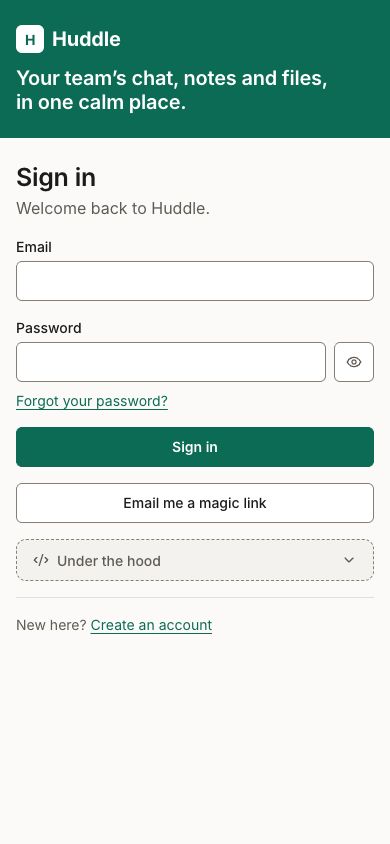 H Huddle
Your team’s chat, notes and files,
in one calm place.
Sign in
Welcome back to Huddle.
Email
Password
Forgot your password?
Sign in
Email me a magic link
Under the hood
New here? Create an account